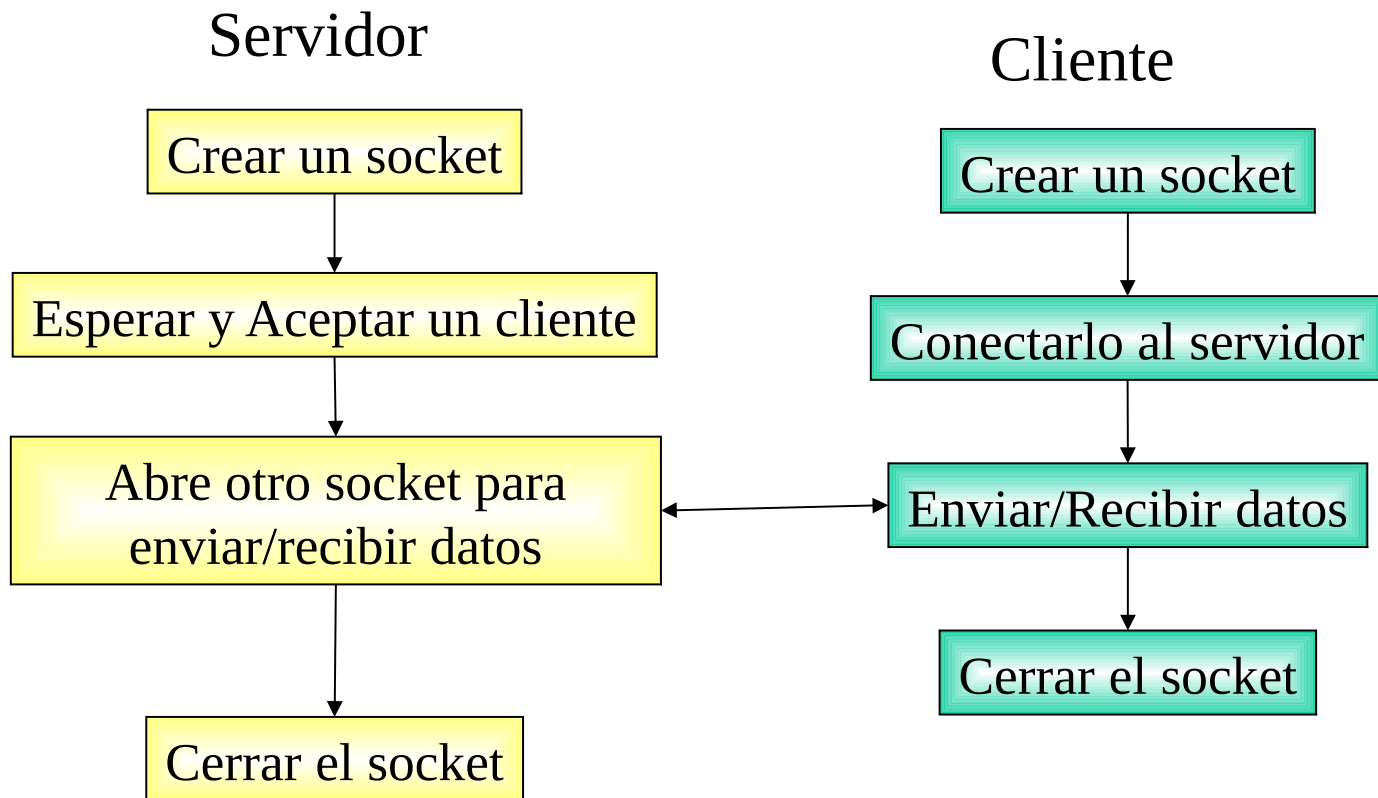 Servidor
Crear un socket
Esperar y Aceptar un cliente
Abre otro socket para
enviar/recibir datos
Cerrar el socket
Cliente
Crear un socket
Conectarlo al servidor
Enviar/Recibir datos
Cerrar el socket